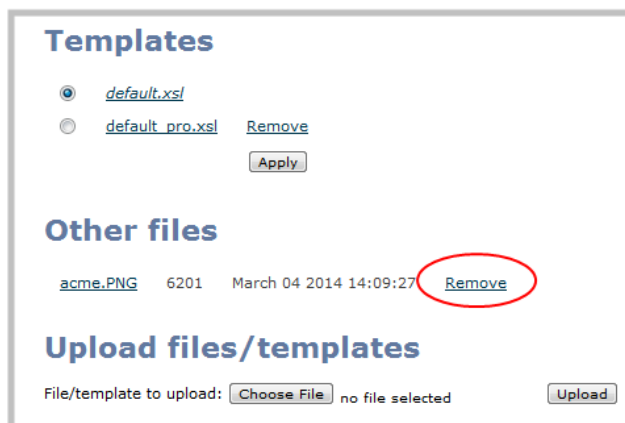 Templates
default.xsl
default_pro.xsl Remove
Apply
Other files
acme.PNG 6201 March 04 2014 14:09:27 Remove
Upload files/templates
File/template to upload: Choose File no file selected Upload